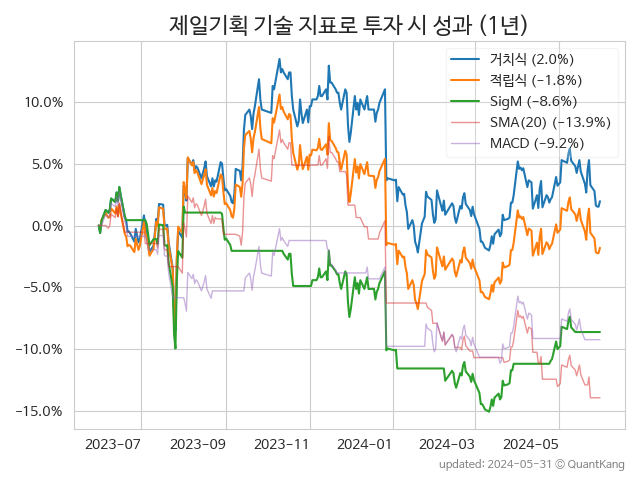 제일기획 기술 지표로 투자 시 성과 (1년)
거치식 (2.0%)
적립식 (−1.8%)
SigM (−8.6%)
SMA(20) (−13.9%)
MACD (−9.2%)
10.0%
5.0%
0.0%
−5.0%
−10.0%
−15.0%
2023-07 2023-09 2023-11 2024-01 2024-03 2024-05
updated: 2024-05-31 © QuantKang